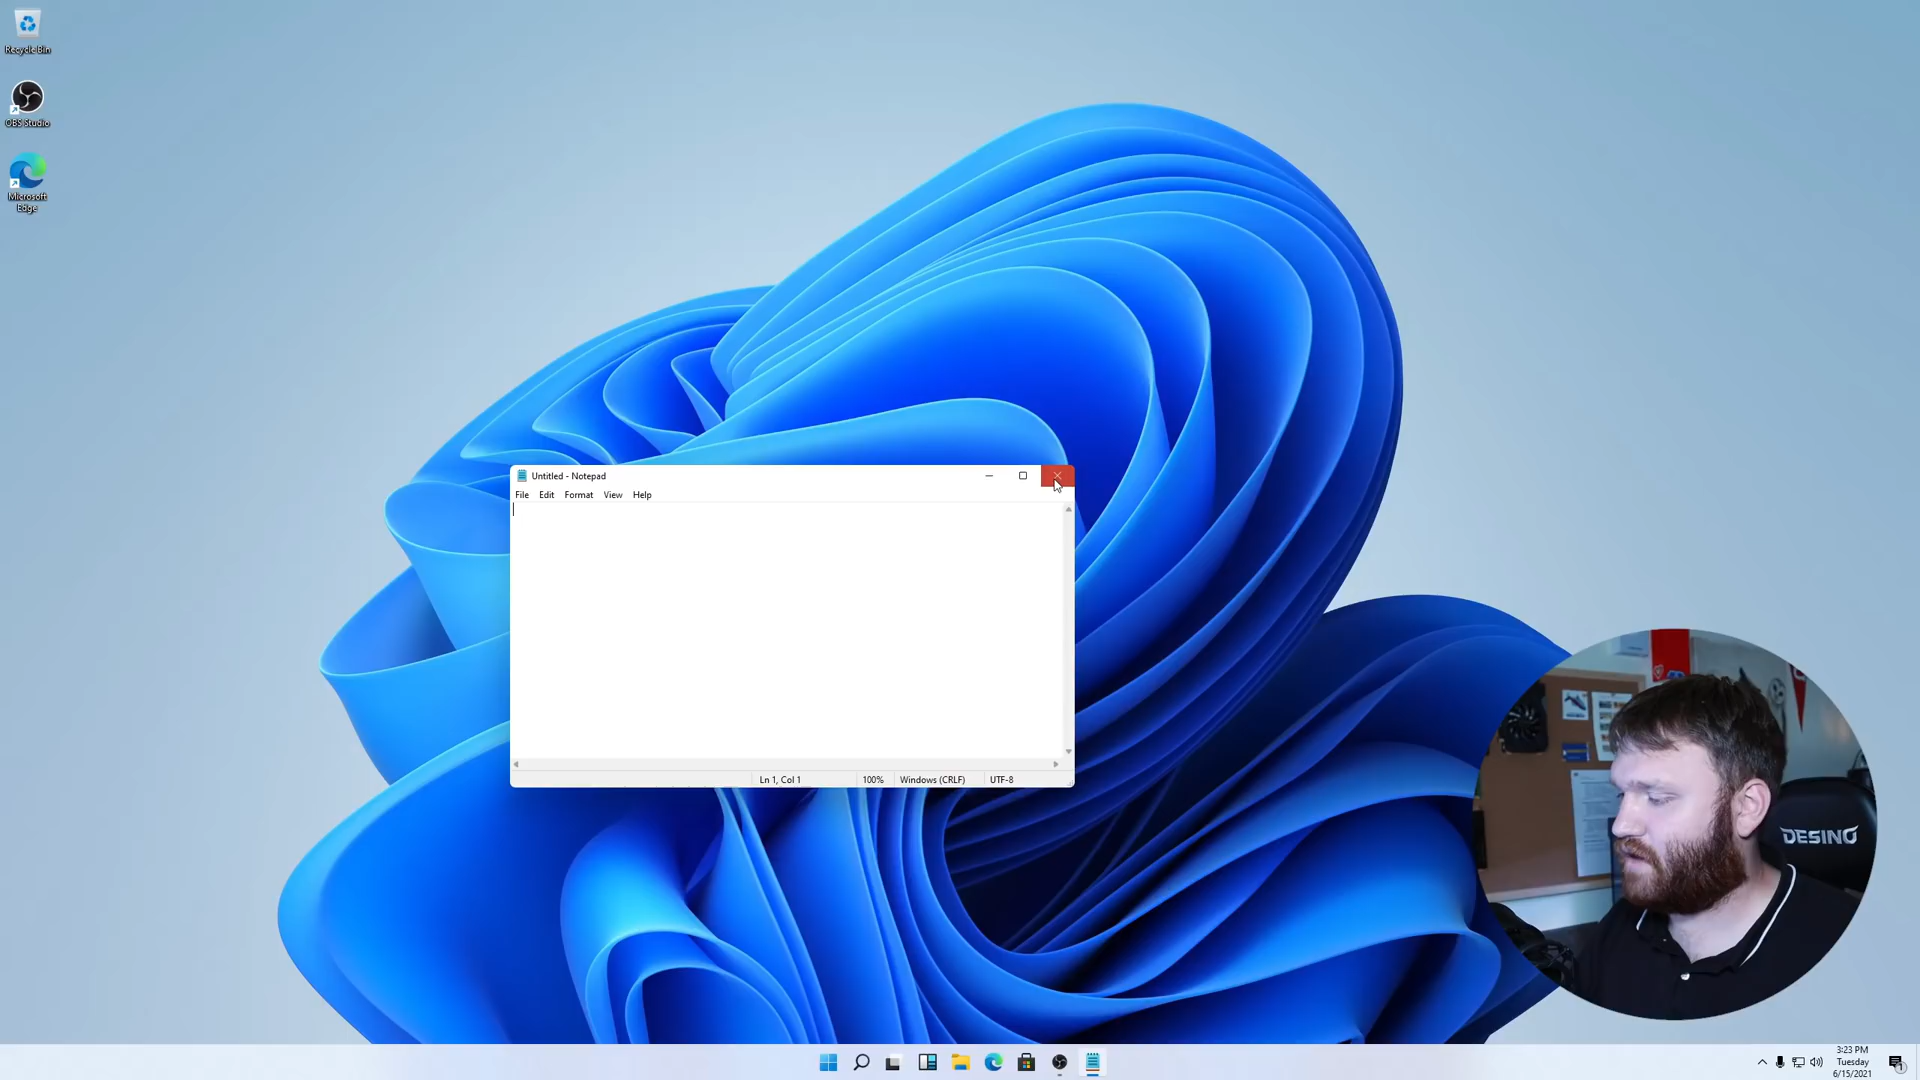 Recycle Bin
OBS Studio
Microsoft
Edge
Untitled - Notepad
File Edit Format View Help
Ln 1, Col 1 100% Windows (CRLF) UTF-8
DESINO
3:23 PM
Tuesday
6/15/2021